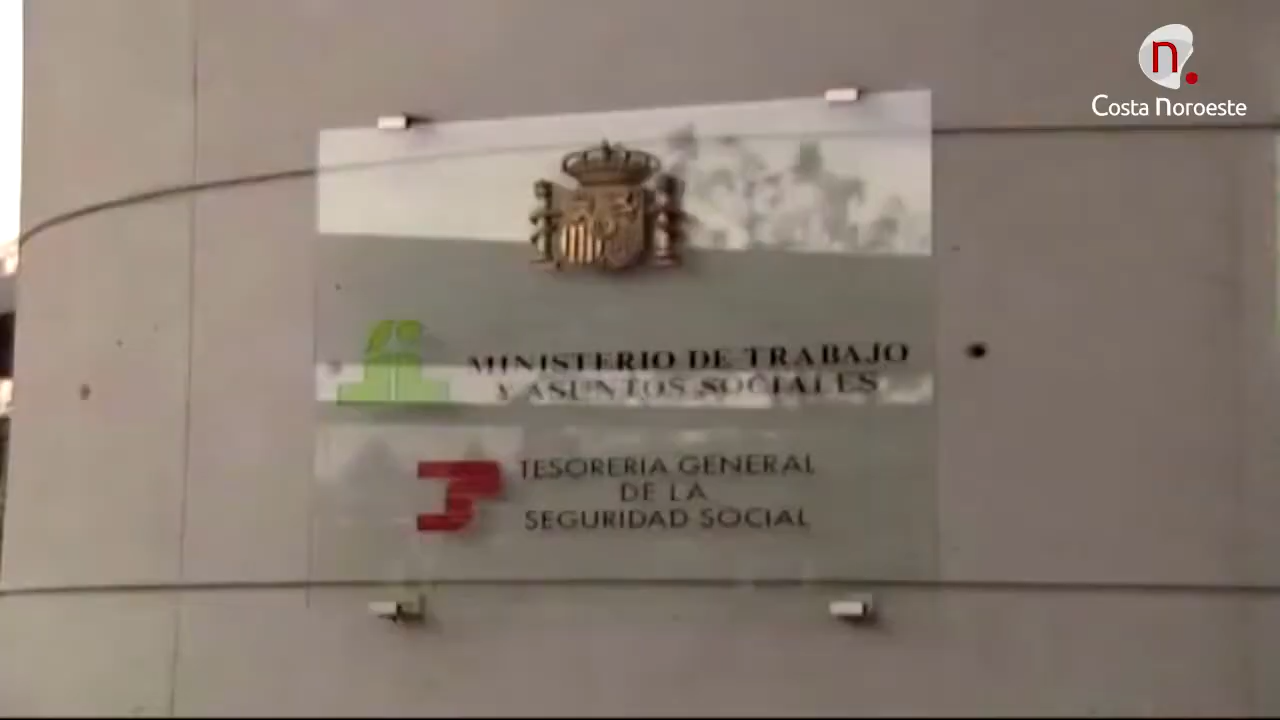 n.
Costa Noroeste
MINISTERIO DE TRABAJO
Y ASUNTOS SOCIALES
TESORERIA GENERAL
DE LA
SEGURIDAD SOCIAL